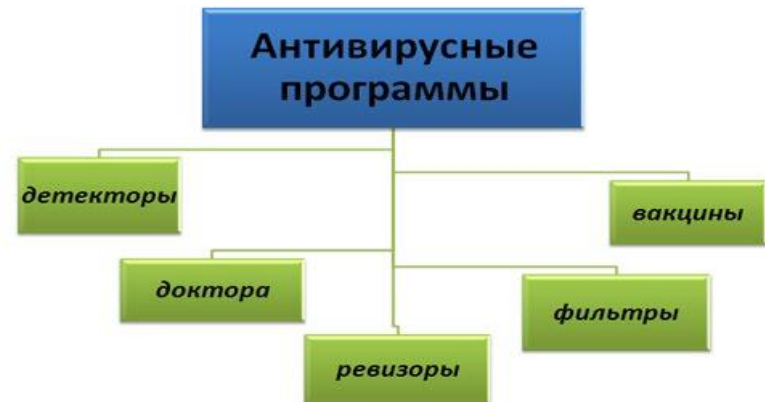 Антивирусные
программы
детекторы
вакцины
доктора
фильтры
ревизоры